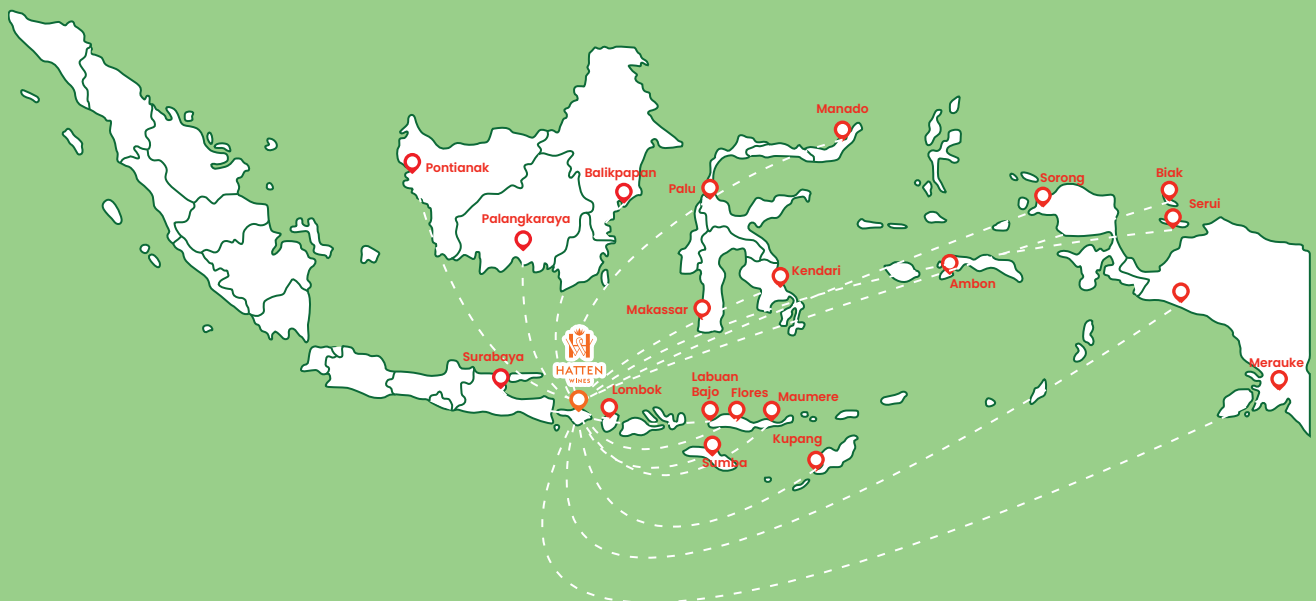 Manado
Pontianak
Balikpapan
Palu
Sorong
Biak
Serui
Palangkaraya
Kendari
Ambon
Makassar
HATTEN
WINES
Surabaya
Lombok
Labuan
Bajo
Flores
Maumere
Merauke
Kupang
Sumba